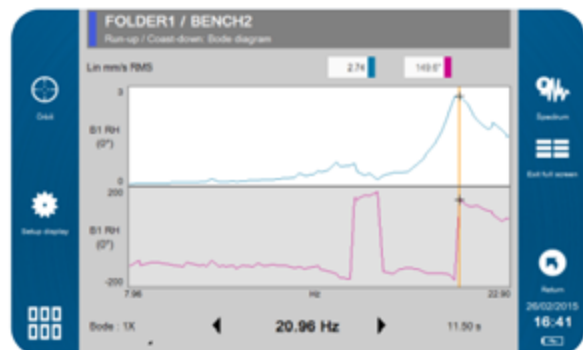 FOLDER1 / BENCH2
Run-up / Coast-down: Bode diagram
Lin mm/s RMS
2.74
149.6°
Orbit
Setup display
3
B1 RH
(0°)
0
200
B1 RH
(0°)
-200
7.96
Hz
22.90
Bode : 1X
20.96 Hz
11.50 s
Spectrum
Exit full screen
Return
26/02/2015
16:41